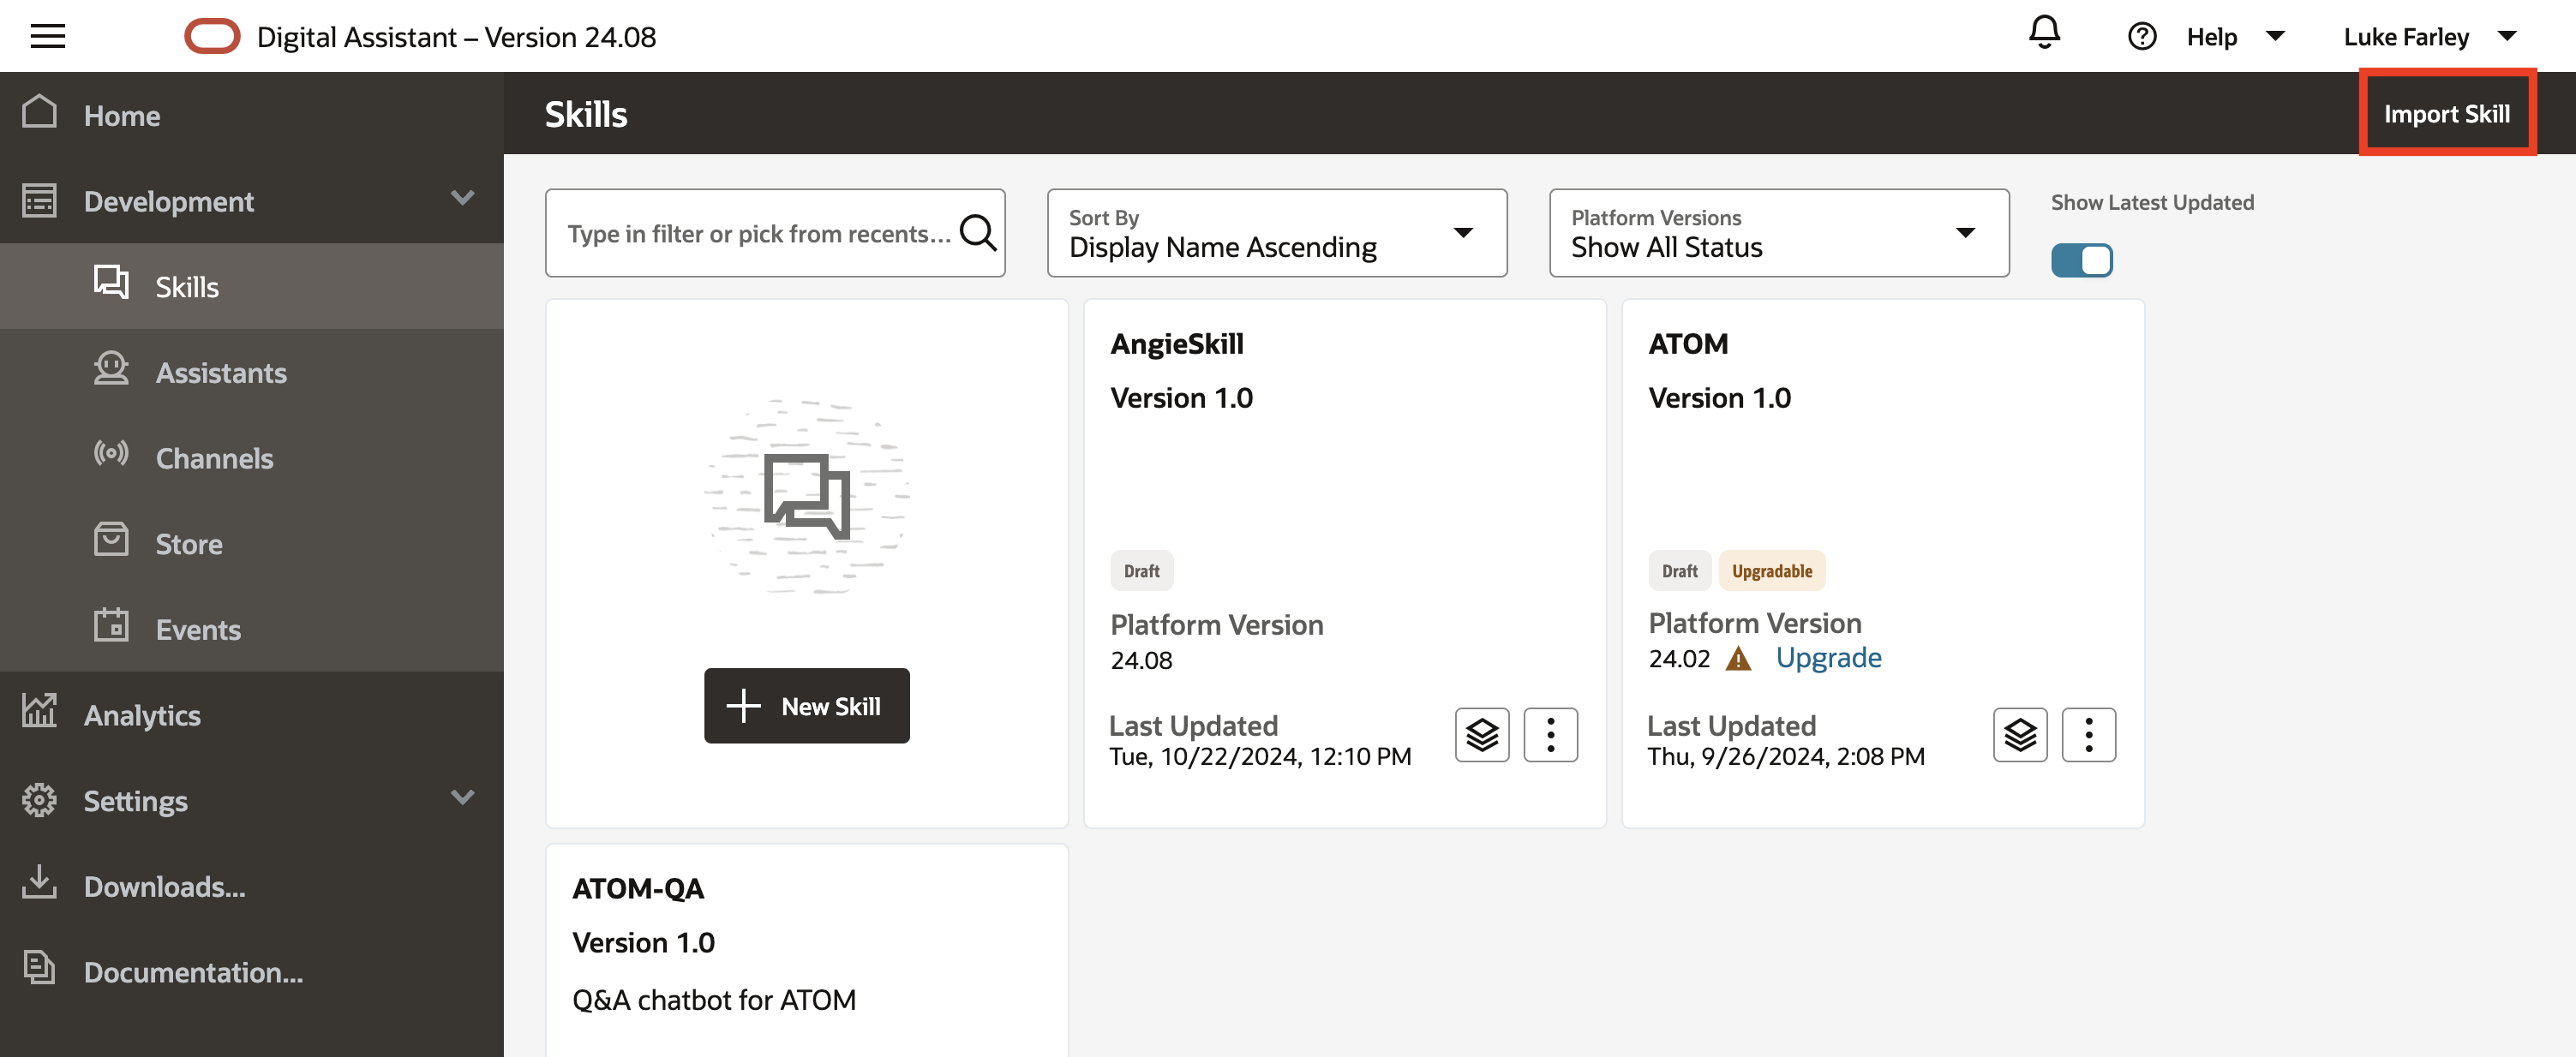 Digital Assistant – Version 24.08
Help
Luke Farley
Home
Development
Skills
Assistants
Channels
Store
Events
Analytics
Settings
Downloads...
Documentation...
Skills
Import Skill
Type in filter or pick from recents...
Sort By
Display Name Ascending
Platform Versions
Show All Status
Show Latest Updated
New Skill
AngieSkill
Version 1.0
Draft
Platform Version
24.08
Last Updated
Tue, 10/22/2024, 12:10 PM
ATOM
Version 1.0
Draft Upgradable
Platform Version
24.02 Upgrade
Last Updated
Thu, 9/26/2024, 2:08 PM
ATOM-QA
Version 1.0
Q&A chatbot for ATOM